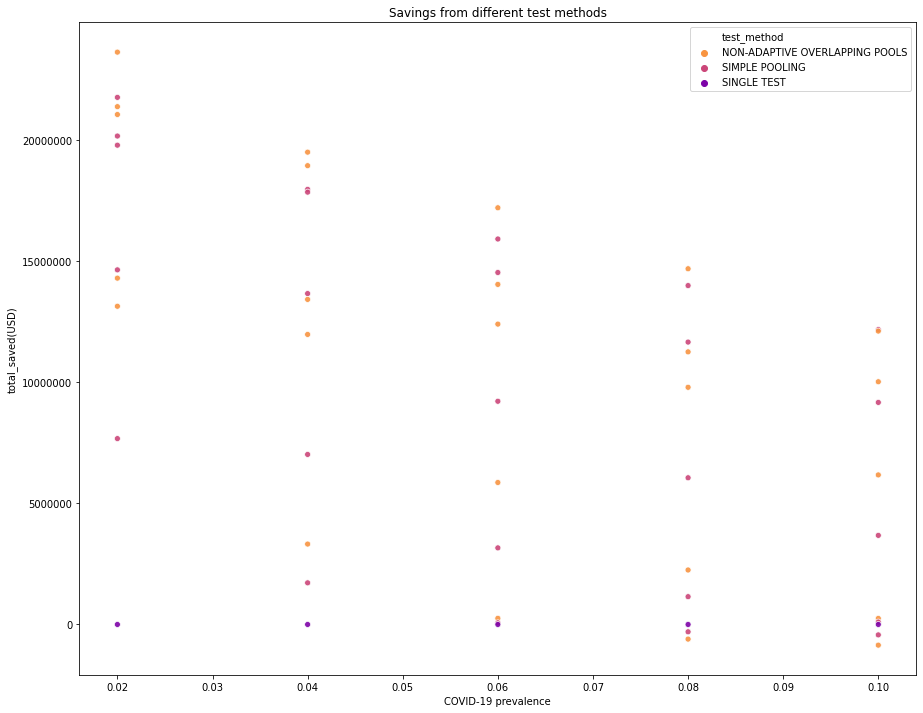 Savings from different test methods
test_method
NON-ADAPTIVE OVERLAPPING POOLS
SIMPLE POOLING
SINGLE TEST
total_saved(USD)
20000000
15000000
10000000
5000000
0
0.02 0.03 0.04 0.05 0.06 0.07 0.08 0.09 0.10
COVID-19 prevalence